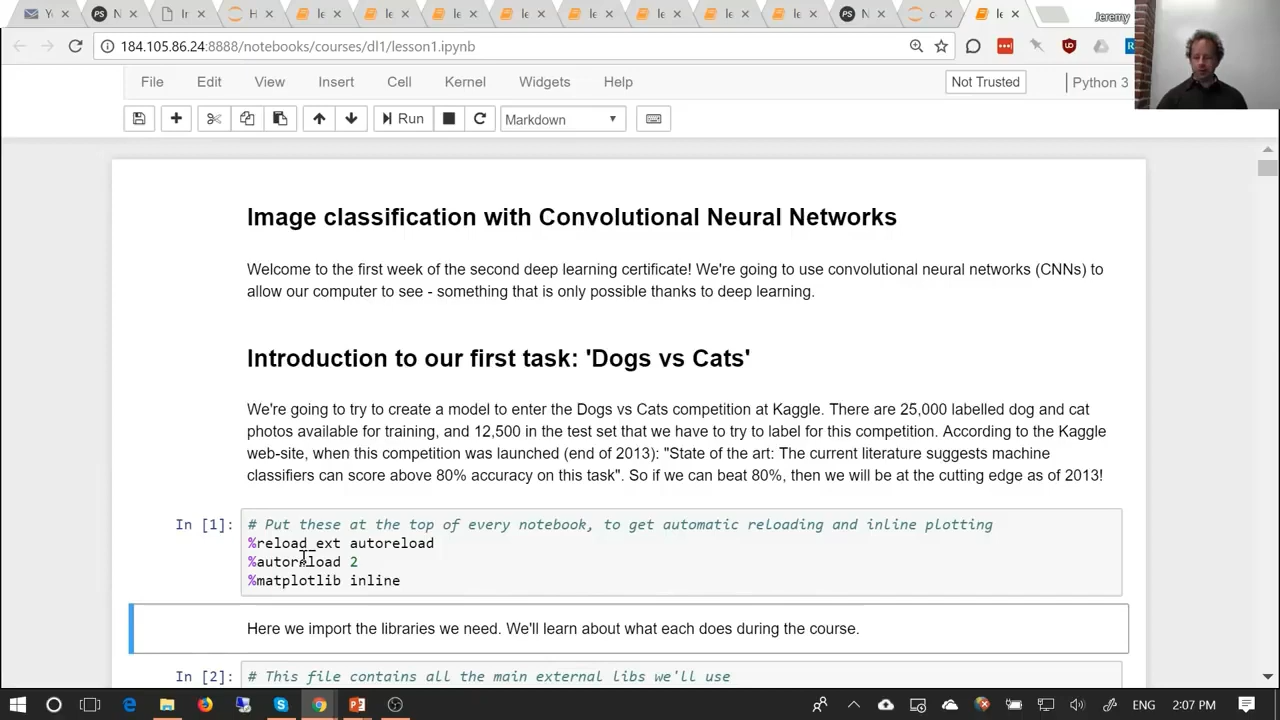 Jeremy
184.105.86.24:8888/notebooks/courses/dl1/lesson1.ipynb
File Edit View Insert Cell Kernel Widgets Help Not Trusted Python 3
Run Markdown
Image classification with Convolutional Neural Networks
Welcome to the first week of the second deep learning certificate! We're going to use convolutional neural networks (CNNs) to
allow our computer to see - something that is only possible thanks to deep learning.
Introduction to our first task: 'Dogs vs Cats'
We're going to try to create a model to enter the Dogs vs Cats competition at Kaggle. There are 25,000 labelled dog and cat
photos available for training, and 12,500 in the test set that we have to try to label for this competition. According to the Kaggle
web-site, when this competition was launched (end of 2013): "State of the art: The current literature suggests machine
classifiers can score above 80% accuracy on this task". So if we can beat 80%, then we will be at the cutting edge as of 2013!
In [1]: # Put these at the top of every notebook, to get automatic reloading and inline plotting
%reload_ext autoreload
%autoreload 2
%matplotlib inline
Here we import the libraries we need. We'll learn about what each does during the course.
In [2]: # This file contains all the main external libs we'll use
ENG 2:07 PM